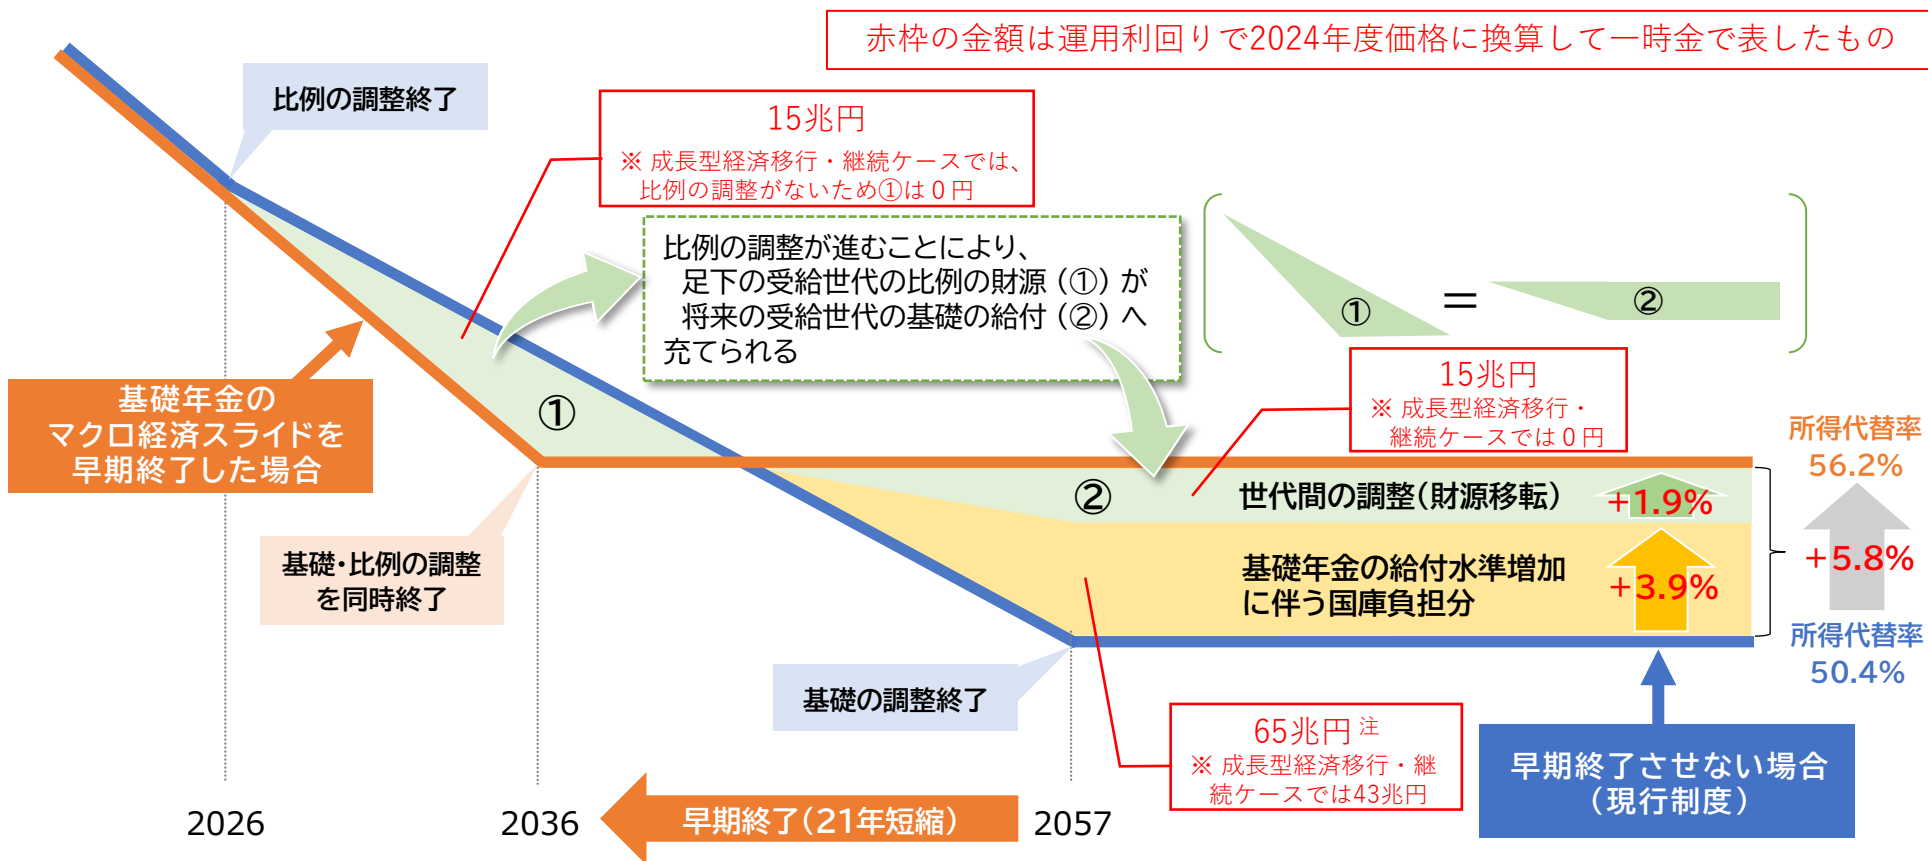 赤枠の金額は運用利回りで2024年度価格に換算して一時金で表したもの
比例の調整終了
15兆円
※ 成長型経済移行・継続ケースでは、
比例の調整がないため①は０円
比例の調整が進むことにより、
足下の受給世代の比例の財源（①）が
将来の受給世代の基礎の給付（②）へ
充てられる
①
＝
②
基礎年金の
マクロ経済スライドを
早期終了した場合
①
15兆円
※ 成長型経済移行・
継続ケースでは０円
所得代替率
56.2%
②
世代間の調整（財源移転）
+1.9%
基礎・比例の調整
を同時終了
基礎年金の給付水準増加
に伴う国庫負担分
+3.9%
+5.8%
所得代替率
50.4%
基礎の調整終了
65兆円 注
※ 成長型経済移行・継
続ケースでは43兆円
早期終了させない場合
（現行制度）
2026
2036
早期終了（21年短縮）
2057